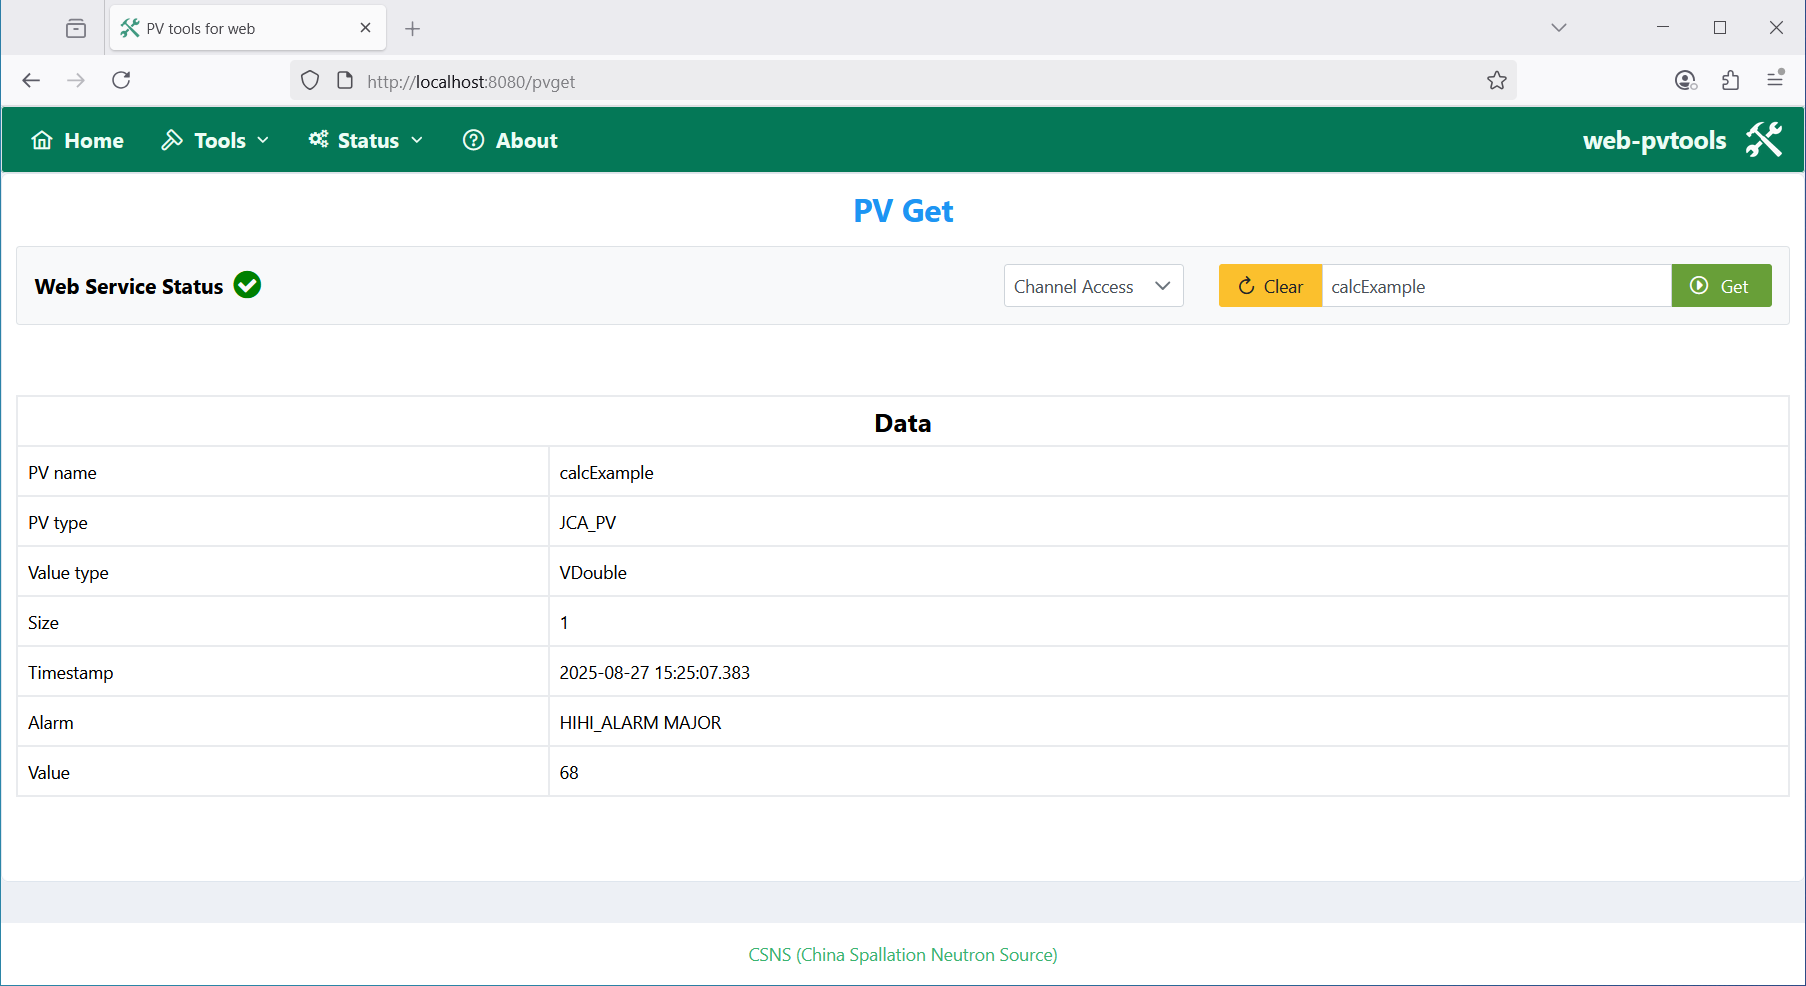 PV tools for web
http://localhost:8080/pvget
Home Tools Status About web-pvtools
PV Get
Web Service Status Channel Access Clear calcExample Get
Data
PV name calcExample
PV type JCA_PV
Value type VDouble
Size 1
Timestamp 2025-08-27 15:25:07.383
Alarm HIHI_ALARM MAJOR
Value 68
CSNS (China Spallation Neutron Source)